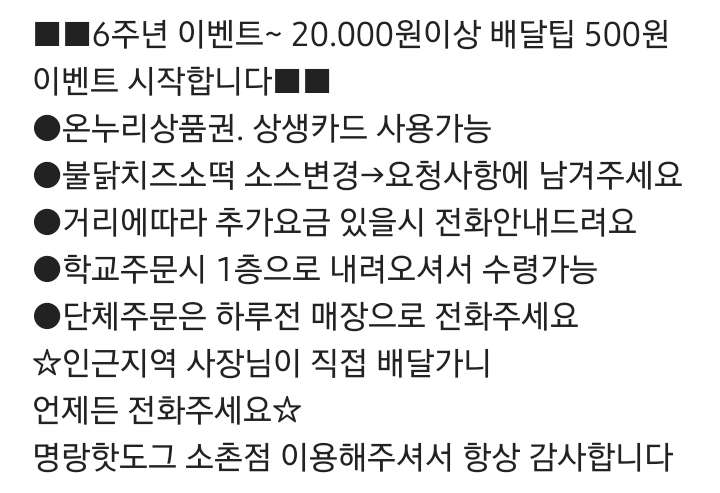 ■■6주년 이벤트~ 20.000원이상 배달팁 500원
이벤트 시작합니다■■
●온누리상품권. 상생카드 사용가능
●불닭치즈소떡 소스변경→요청사항에 남겨주세요
●거리에따라 추가요금 있을시 전화안내드려요
●학교주문시 1층으로 내려오셔서 수령가능
●단체주문은 하루전 매장으로 전화주세요
☆인근지역 사장님이 직접 배달가니
언제든 전화주세요☆
명랑핫도그 소촌점 이용해주셔서 항상 감사합니다